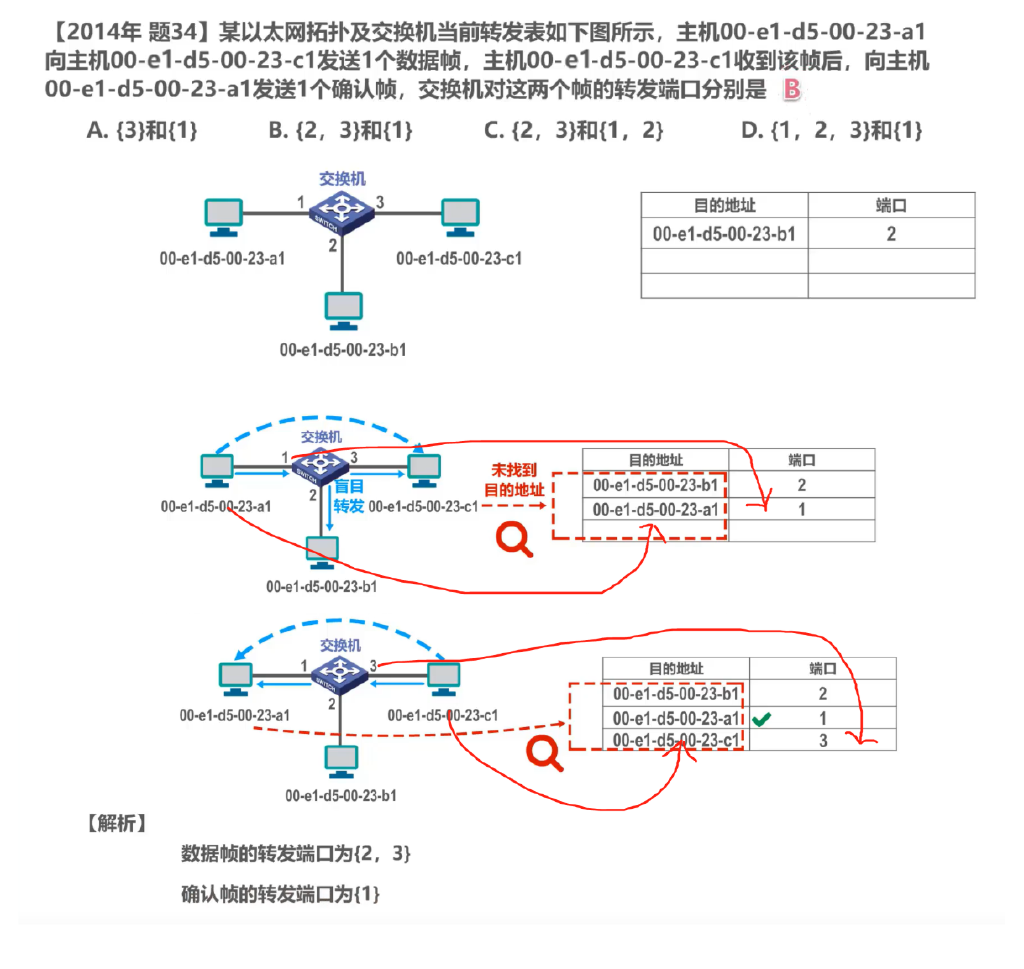 【2014年 题34】某以太网拓扑及交换机当前转发表如下图所示，主机00-e1-d5-00-23-a1
向主机00-e1-d5-00-23-c1发送1个数据帧，主机00-e1-d5-00-23-c1收到该帧后，向主机
00-e1-d5-00-23-a1发送1个确认帧，交换机对这两个帧的转发端口分别是 B
A. {3}和{1} B. {2，3}和{1} C. {2，3}和{1，2} D. {1，2，3}和{1}
交换机
1 3
SWITCH
2
00-e1-d5-00-23-a1 00-e1-d5-00-23-c1
00-e1-d5-00-23-b1
目的地址 端口
00-e1-d5-00-23-b1 2
交换机
1 3
SWITCH
2
盲目
转发
00-e1-d5-00-23-a1 00-e1-d5-00-23-c1
00-e1-d5-00-23-b1
未找到
目的地址
目的地址 端口
00-e1-d5-00-23-b1 2
00-e1-d5-00-23-a1 1
交换机
1 3
SWITCH
2
00-e1-d5-00-23-a1 00-e1-d5-00-23-c1
00-e1-d5-00-23-b1
目的地址 端口
00-e1-d5-00-23-b1 2
00-e1-d5-00-23-a1 1
00-e1-d5-00-23-c1 3
【解析】
数据帧的转发端口为{2，3}
确认帧的转发端口为{1}